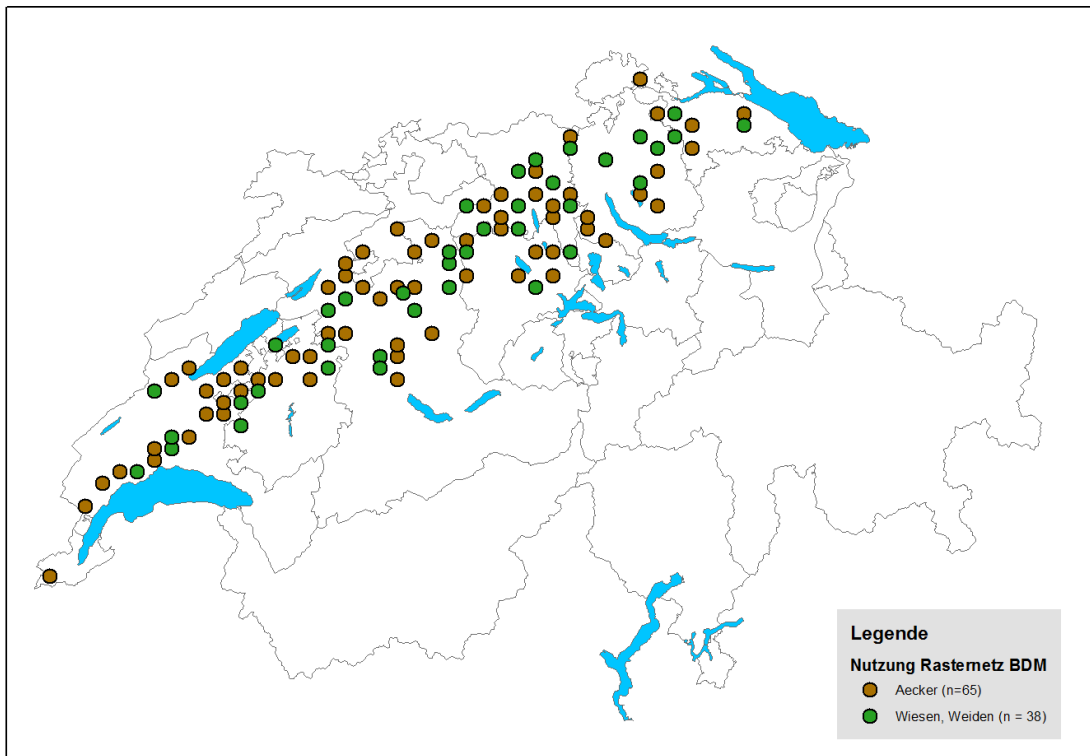 Legende
Nutzung Rasternetz BDM
Aecker (n=65)
Wiesen, Weiden (n = 38)